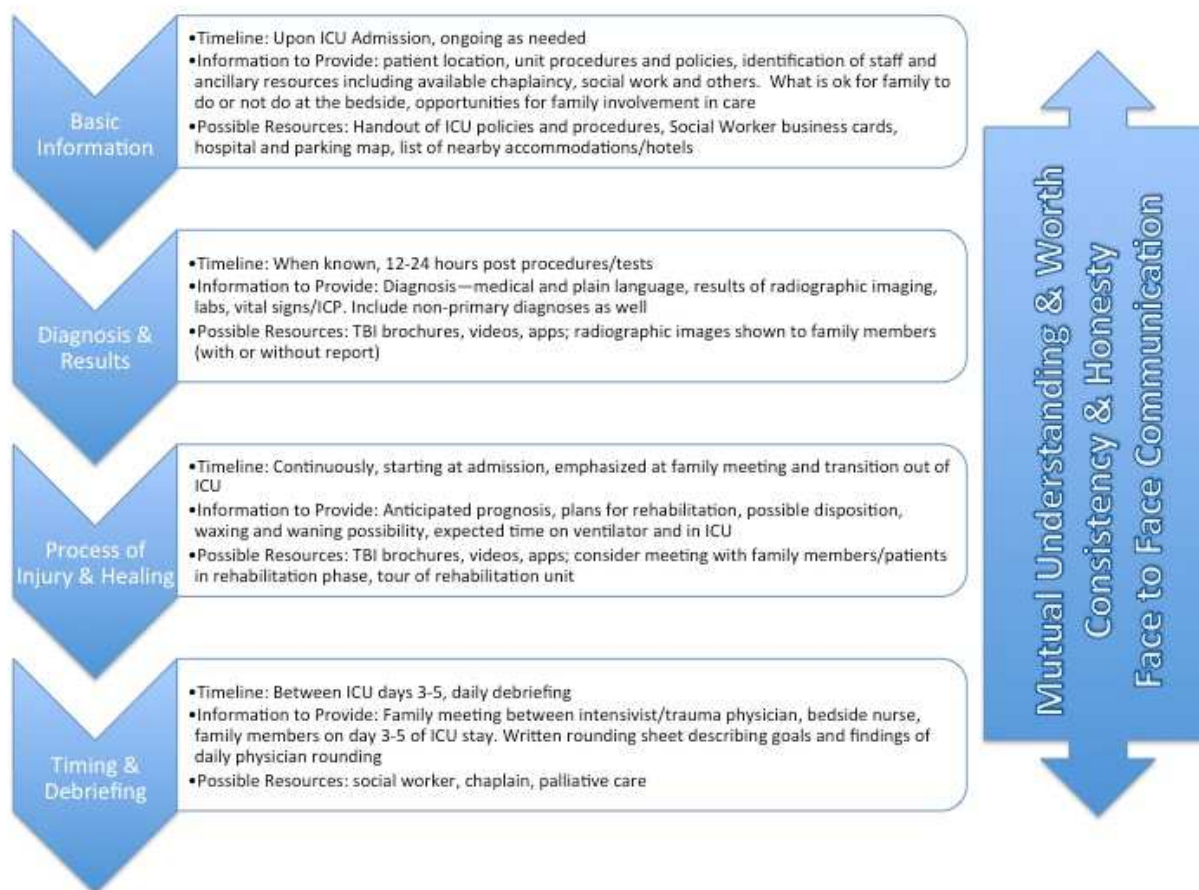 Basic
Information
•Timeline: Upon ICU Admission, ongoing as needed
•Information to Provide: patient location, unit procedures and policies, identification of staff and
ancillary resources including available chaplaincy, social work and others.  What is ok for family to
do or not do at the bedside, opportunities for family involvement in care
•Possible Resources: Handout of ICU policies and procedures, Social Worker business cards,
hospital and parking map, list of nearby accommodations/hotels
Diagnosis &
Results
•Timeline: When known, 12-24 hours post procedures/tests
•Information to Provide: Diagnosis—medical and plain language, results of radiographic imaging,
labs, vital signs/ICP. Include non-primary diagnoses as well
•Possible Resources: TBI brochures, videos, apps; radiographic images shown to family members
(with or without report)
Process of
Injury & Healing
•Timeline: Continuously, starting at admission, emphasized at family meeting and transition out of
ICU
•Information to Provide: Anticipated prognosis, plans for rehabilitation, possible disposition,
waxing and waning possibility, expected time on ventilator and in ICU
•Possible Resources: TBI brochures, videos, apps; consider meeting with family members/patients
in rehabilitation phase, tour of rehabilitation unit
Timing &
Debriefing
•Timeline: Between ICU days 3-5, daily debriefing
•Information to Provide: Family meeting between intensivist/trauma physician, bedside nurse,
family members on day 3-5 of ICU stay. Written rounding sheet describing goals and findings of
daily physician rounding
•Possible Resources: social worker, chaplain, palliative care
Mutual Understanding & Worth
Consistency & Honesty
Face to Face Communication